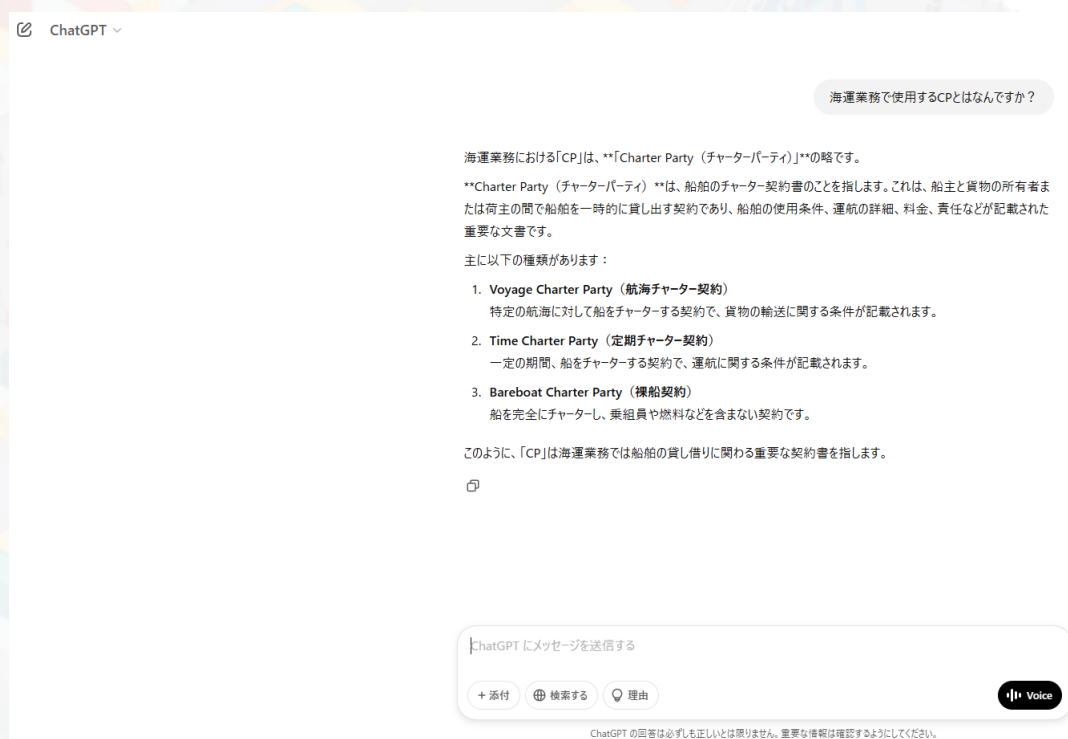 ChatGPT
海運業務で使用するCPとはなんですか？
海運業務における「CP」は、**「Charter Party（チャーターパーティ）」**の略です。
**Charter Party（チャーターパーティ）**は、船舶のチャーター契約書のことを指します。これは、船主と貨物の所有者ま
たは荷主の間で船舶を一時的に貸し出す契約であり、船舶の使用条件、運航の詳細、料金、責任などが記載された
重要な文書です。
主に以下の種類があります：
1. Voyage Charter Party（航海チャーター契約）
特定の航海に対して船をチャーターする契約で、貨物の輸送に関する条件が記載されます。
2. Time Charter Party（定期チャーター契約）
一定の期間、船をチャーターする契約で、運航に関する条件が記載されます。
3. Bareboat Charter Party（裸船契約）
船を完全にチャーターし、乗組員や燃料などを含まない契約です。
このように、「CP」は海運業務では船舶の貸し借りに関わる重要な契約書を指します。
ChatGPT にメッセージを送信する
+ 添付 検索する 理由 Voice
ChatGPT の回答は必ずしも正しいとは限りません。重要な情報は確認するようにしてください。